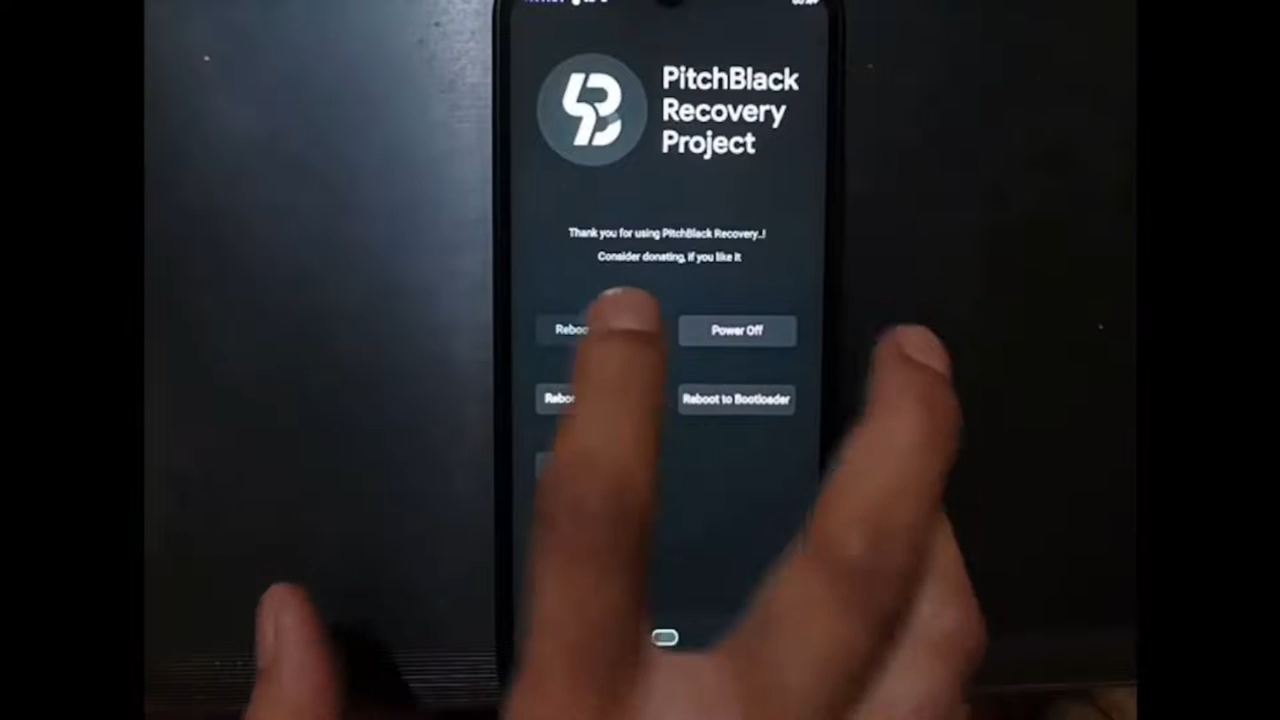 PitchBlack
Recovery
Project
Thank you for using PitchBlack Recovery..!
Consider donating, if you like it
Power Off
Reboot to Bootloader